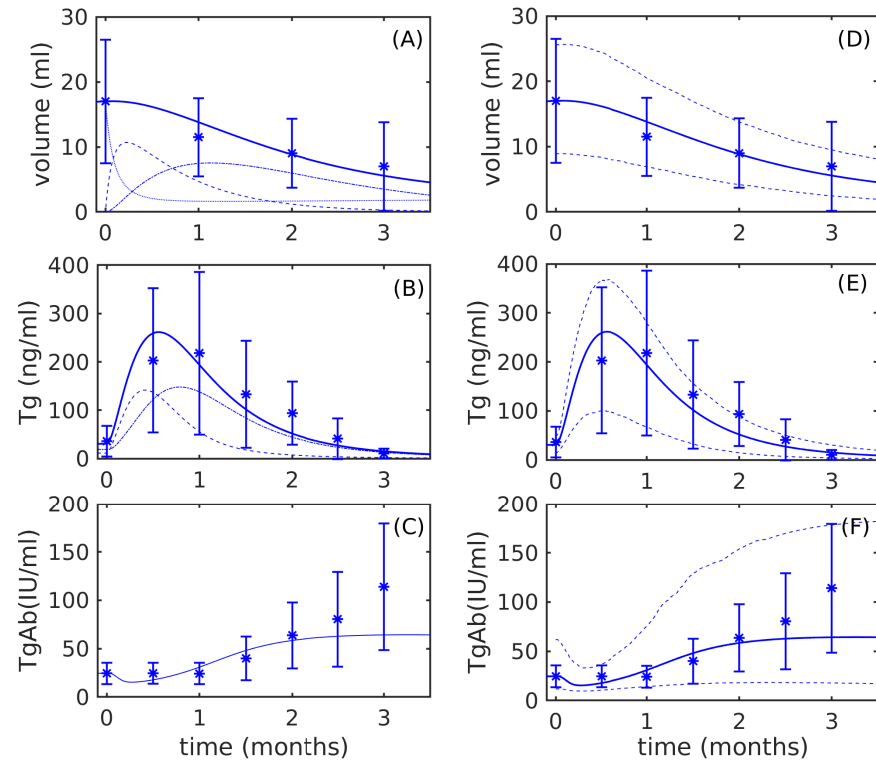 (A)
volume (ml)
30
20
10
0
0 1 2 3
(D)
volume (ml)
30
20
10
0
0 1 2 3
(B)
Tg (ng/ml)
400
300
200
100
0
0 1 2 3
(E)
Tg (ng/ml)
400
300
200
100
0
0 1 2 3
(C)
TgAb(IU/ml)
200
150
100
50
0
0 1 2 3
time (months)
(F)
TgAb(IU/ml)
200
150
100
50
0
0 1 2 3
time (months)